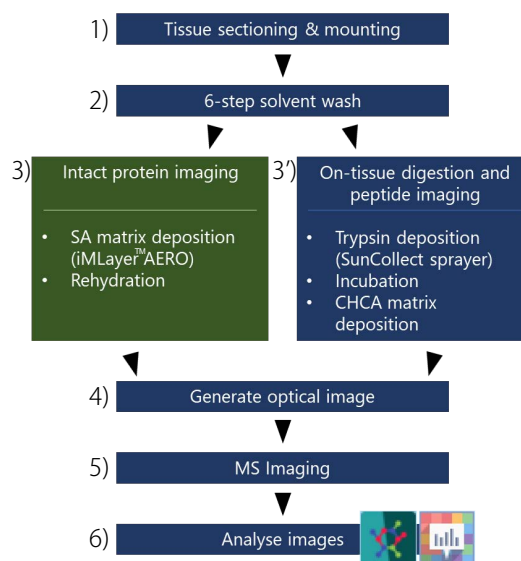 1) Tissue sectioning & mounting
2) 6-step solvent wash
3) Intact protein imaging
• SA matrix deposition
(iMLayer™AERO)
• Rehydration
3') On-tissue digestion and
peptide imaging
• Trypsin deposition
(SunCollect sprayer)
• Incubation
• CHCA matrix
deposition
4) Generate optical image
5) MS Imaging
6) Analyse images